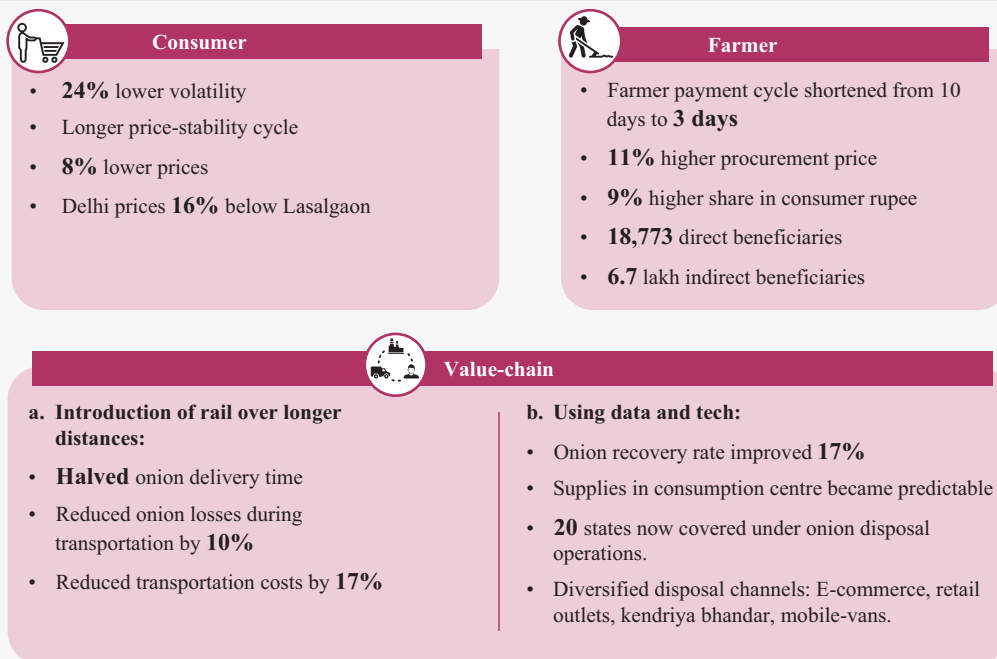 Consumer
• 24% lower volatility
• Longer price-stability cycle
• 8% lower prices
• Delhi prices 16% below Lasalgaon
Farmer
• Farmer payment cycle shortened from 10
days to 3 days
• 11% higher procurement price
• 9% higher share in consumer rupee
• 18,773 direct beneficiaries
• 6.7 lakh indirect beneficiaries
Value-chain
a. Introduction of rail over longer
distances:
• Halved onion delivery time
• Reduced onion losses during
transportation by 10%
• Reduced transportation costs by 17%
b. Using data and tech:
• Onion recovery rate improved 17%
• Supplies in consumption centre became predictable
• 20 states now covered under onion disposal
operations.
• Diversified disposal channels: E-commerce, retail
outlets, kendriya bhandar, mobile-vans.